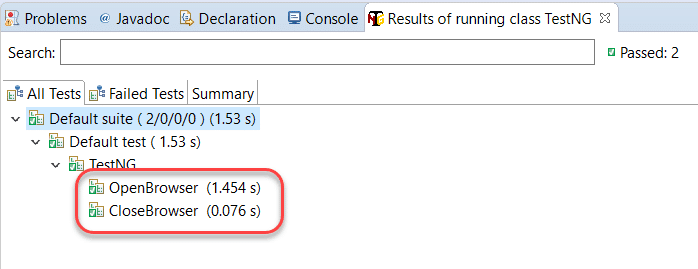 Problems @ Javadoc Declaration Console Results of running class TestNG
Search: Passed: 2
All Tests Failed Tests Summary
Default suite ( 2/0/0/0 ) (1.53 s)
Default test ( 1.53 s)
TestNG
OpenBrowser (1.454 s)
CloseBrowser (0.076 s)